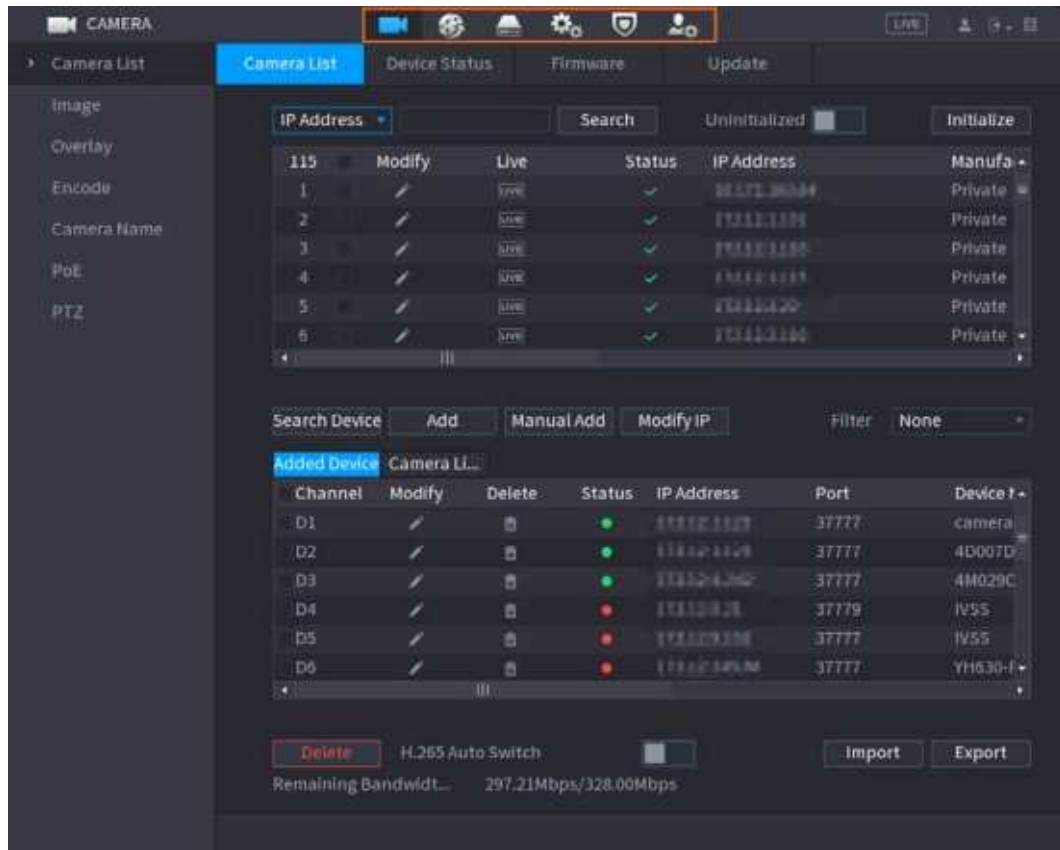 CAMERA LIVE
Camera List
Image
Overlay
Encode
Camera Name
PoE
PTZ
Camera List Device Status Firmware Update
IP Address Search Uninitialized Initialize
115 Modify Live Status IP Address Manufa
1 LIVE Private
2 LIVE Private
3 LIVE Private
4 LIVE Private
5 LIVE Private
6 LIVE Private
Search Device Add Manual Add Modify IP Filter None
Added Device Camera Li...
Channel Modify Delete Status IP Address Port Device
D1 37777 camera
D2 37777 4D007D
D3 37777 4M029C
D4 37779 IVSS
D5 37777 IVSS
D6 37777 YH630-
Delete H.265 Auto Switch Import Export
Remaining Bandwidt... 297.21Mbps/328.00Mbps